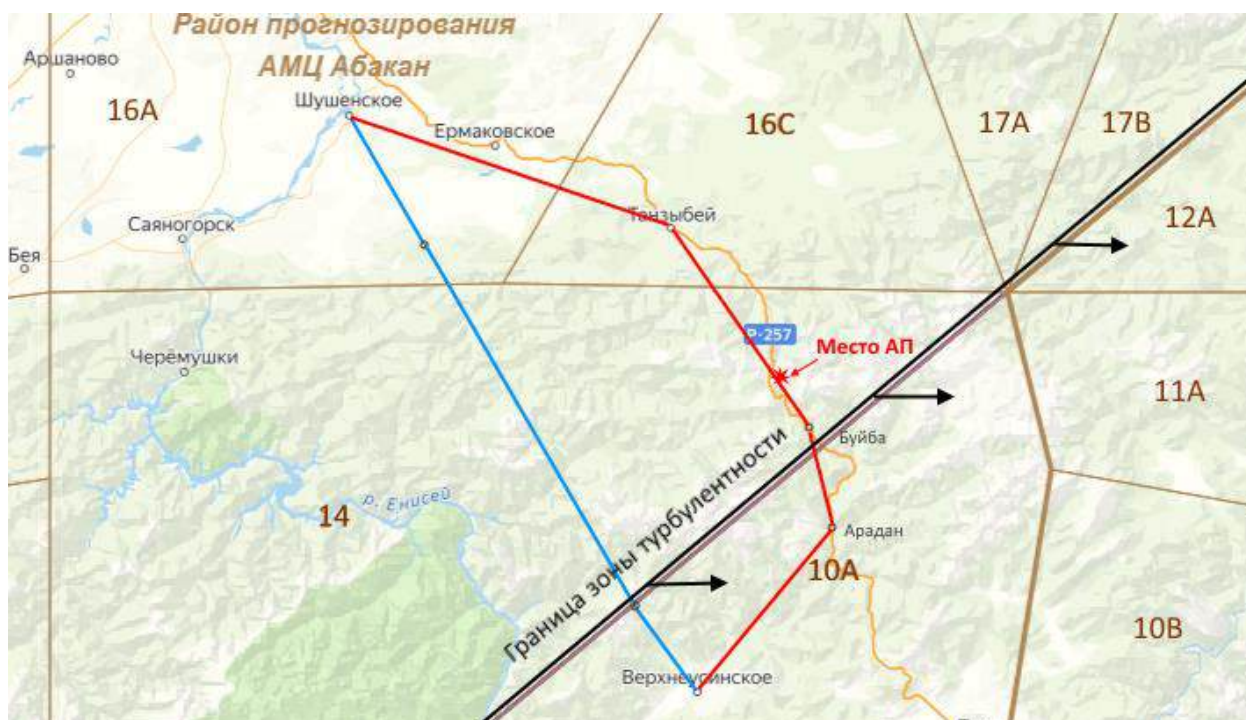 Район прогнозирования
АМЦ Абакан
Аршаново
16А
Шушенское
Ермаковское
16С
17А
17В
12А
Танзыбей
Саяногорск
Бея
Черёмушки
Р-257
Место АП
11А
Буйба
Граница зоны турбулентности
р. Енисей
14
Арадан
10А
10В
Верхнеусинское